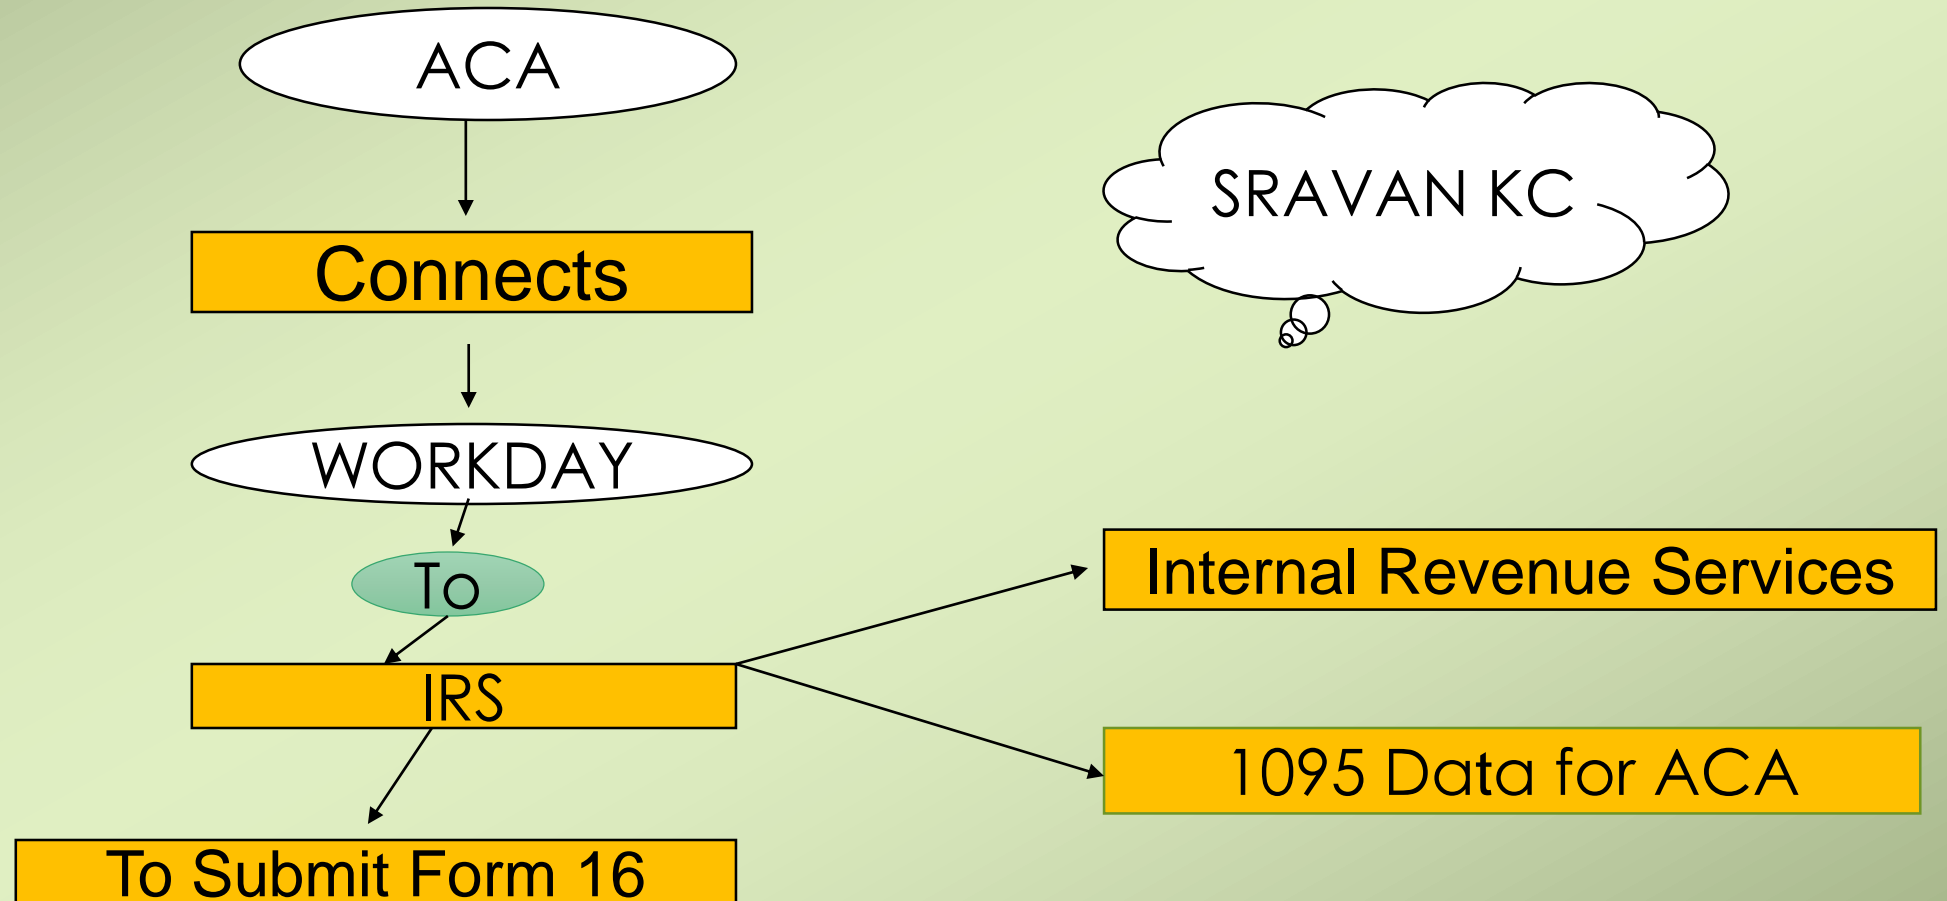 ACA
SRAVAN KC
Connects
WORKDAY
To
Internal Revenue Services
IRS
1095 Data for ACA
To Submit Form 16